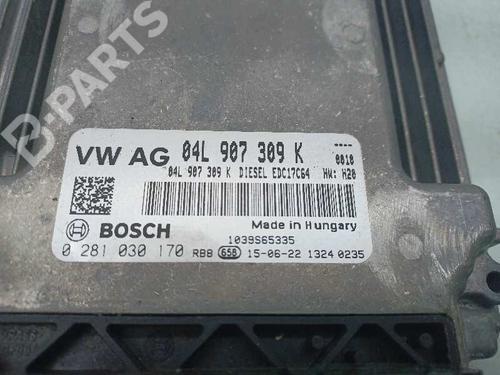 B-PARTS
VW AG 04L 907 309 K ----
04L 907 309 K DIESEL EDC17C64 0010
HW: H20
BOSCH Made in Hungary
1039S65335
0 281 030 170 RBB 658 15-06-22 1324 0235